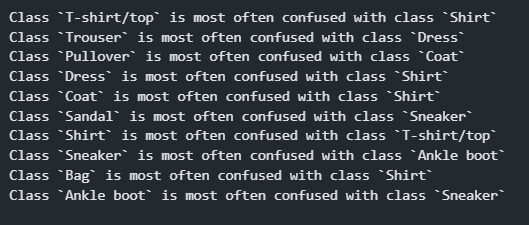 Class `T-shirt/top` is most often confused with class `Shirt`
Class `Trouser` is most often confused with class `Dress`
Class `Pullover` is most often confused with class `Coat`
Class `Dress` is most often confused with class `Shirt`
Class `Coat` is most often confused with class `Shirt`
Class `Sandal` is most often confused with class `Sneaker`
Class `Shirt` is most often confused with class `T-shirt/top`
Class `Sneaker` is most often confused with class `Ankle boot`
Class `Bag` is most often confused with class `Shirt`
Class `Ankle boot` is most often confused with class `Sneaker`